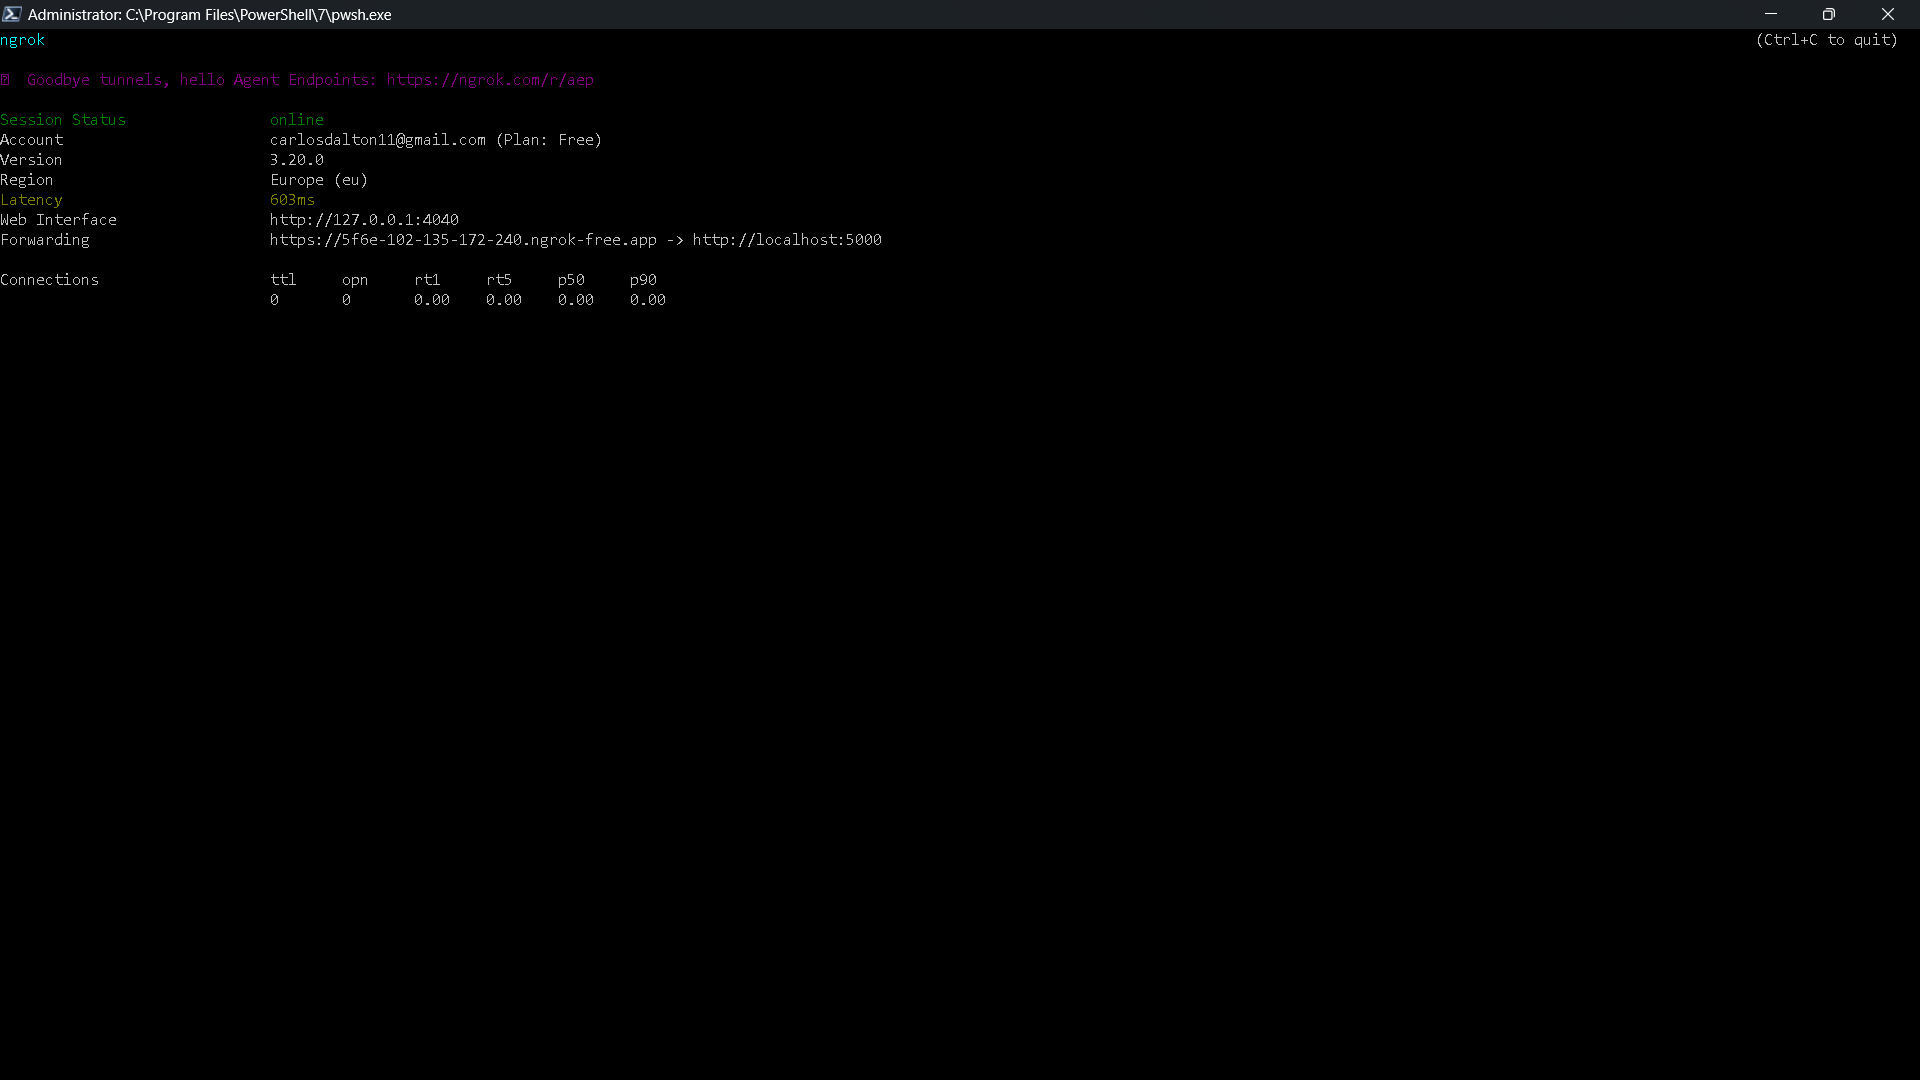 Administrator: C:\Program Files\PowerShell\7\pwsh.exe
ngrok (Ctrl+C to quit)
Goodbye tunnels, hello Agent Endpoints: https://ngrok.com/r/aep
Session Status online
Account carlosdalton11@gmail.com (Plan: Free)
Version 3.20.0
Region Europe (eu)
Latency 603ms
Web Interface http://127.0.0.1:4040
Forwarding https://5f6e-102-135-172-240.ngrok-free.app -> http://localhost:5000
Connections ttl opn rt1 rt5 p50 p90
0 0 0.00 0.00 0.00 0.00